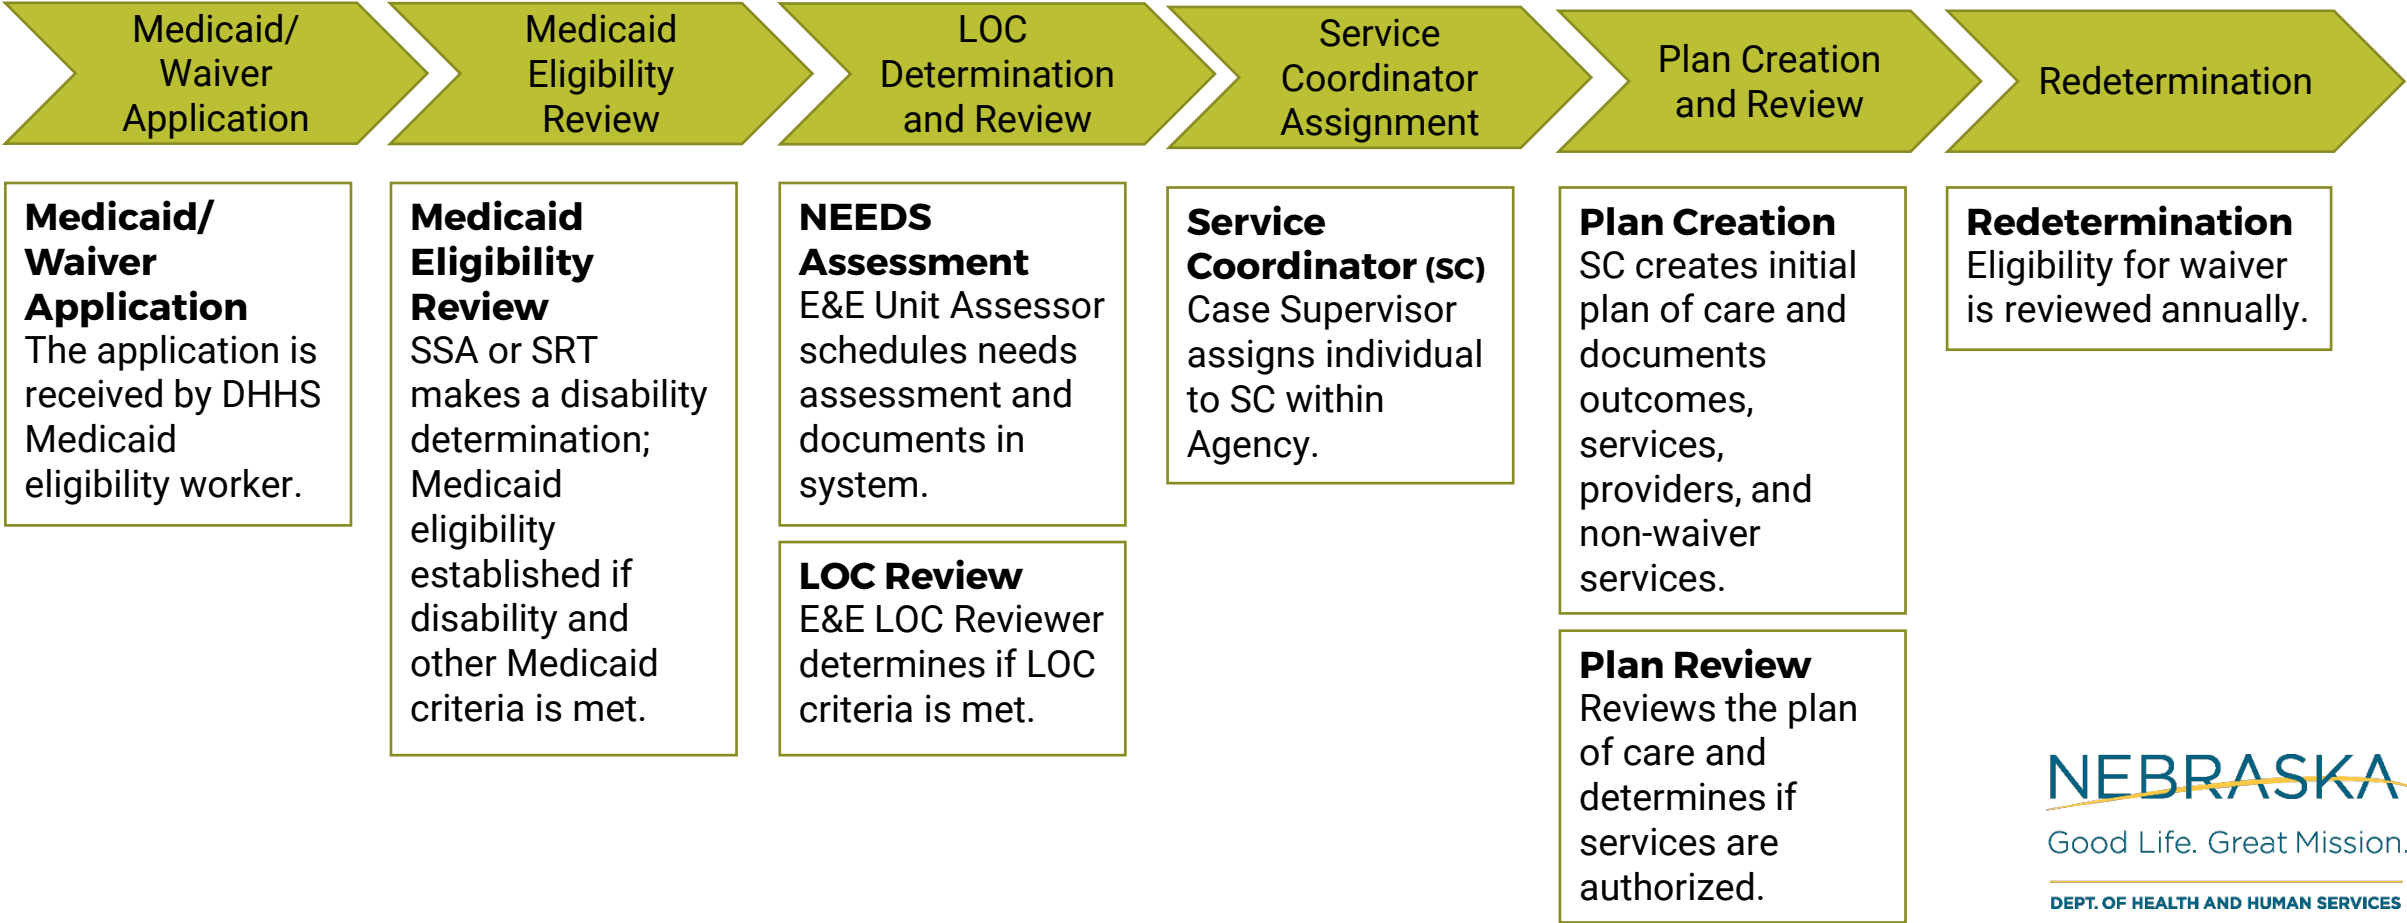 Medicaid/
Waiver
Application
Medicaid
Eligibility
Review
LOC
Determination
and Review
Service
Coordinator
Assignment
Plan Creation
and Review
Redetermination
Medicaid/
Waiver
Application
The application is
received by DHHS
Medicaid
eligibility worker.
Medicaid
Eligibility
Review
SSA or SRT
makes a disability
determination;
Medicaid
eligibility
established if
disability and
other Medicaid
criteria is met.
NEEDS
Assessment
E&E Unit Assessor
schedules needs
assessment and
documents in
system.
LOC Review
E&E LOC Reviewer
determines if LOC
criteria is met.
Service
Coordinator (SC)
Case Supervisor
assigns individual
to SC within
Agency.
Plan Creation
SC creates initial
plan of care and
documents
outcomes,
services,
providers, and
non-waiver
services.
Plan Review
Reviews the plan
of care and
determines if
services are
authorized.
Redetermination
Eligibility for waiver
is reviewed annually.
NEBRASKA
Good Life. Great Mission.
DEPT. OF HEALTH AND HUMAN SERVICES